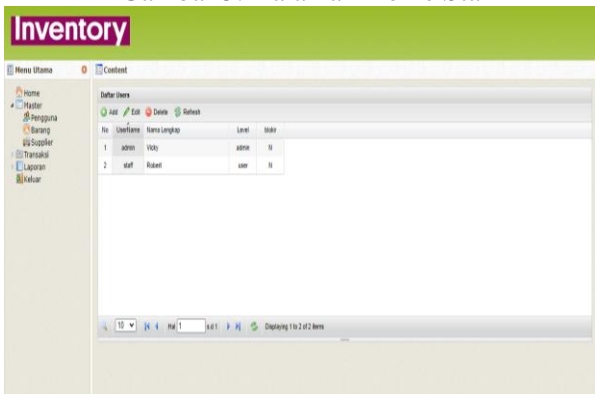 Inventory
Menu Utama
Content
Home
Master
Pengguna
Barang
Supplier
Transaksi
Laporan
Keluar
Daftar Users
Add Edit Delete Refresh
No UserName Nama Lengkap Level blokir
1 admin Vicky admin N
2 staff Robert user N
10 Hal 1 s.d 1 Displaying 1 to 2 of 2 items